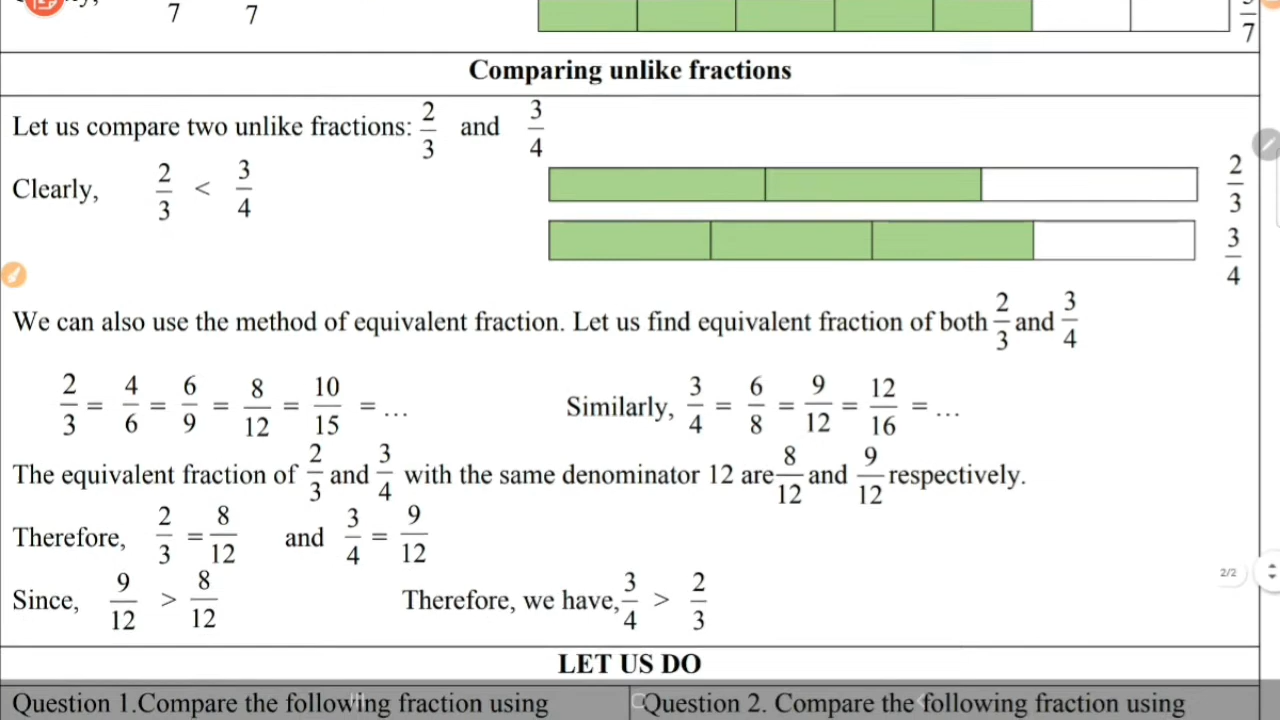 7 7
7
Comparing unlike fractions
Let us compare two unlike fractions: 2/3 and 3/4
Clearly, 2/3 < 3/4
2/3
3/4
We can also use the method of equivalent fraction. Let us find equivalent fraction of both 2/3 and 3/4
2/3 = 4/6 = 6/9 = 8/12 = 10/15 = ... Similarly, 3/4 = 6/8 = 9/12 = 12/16 = ...
The equivalent fraction of 2/3 and 3/4 with the same denominator 12 are 8/12 and 9/12 respectively.
Therefore, 2/3 = 8/12 and 3/4 = 9/12
2/2
Since, 9/12 > 8/12 Therefore, we have, 3/4 > 2/3
LET US DO
Question 1.Compare the following fraction using
Question 2. Compare the following fraction using